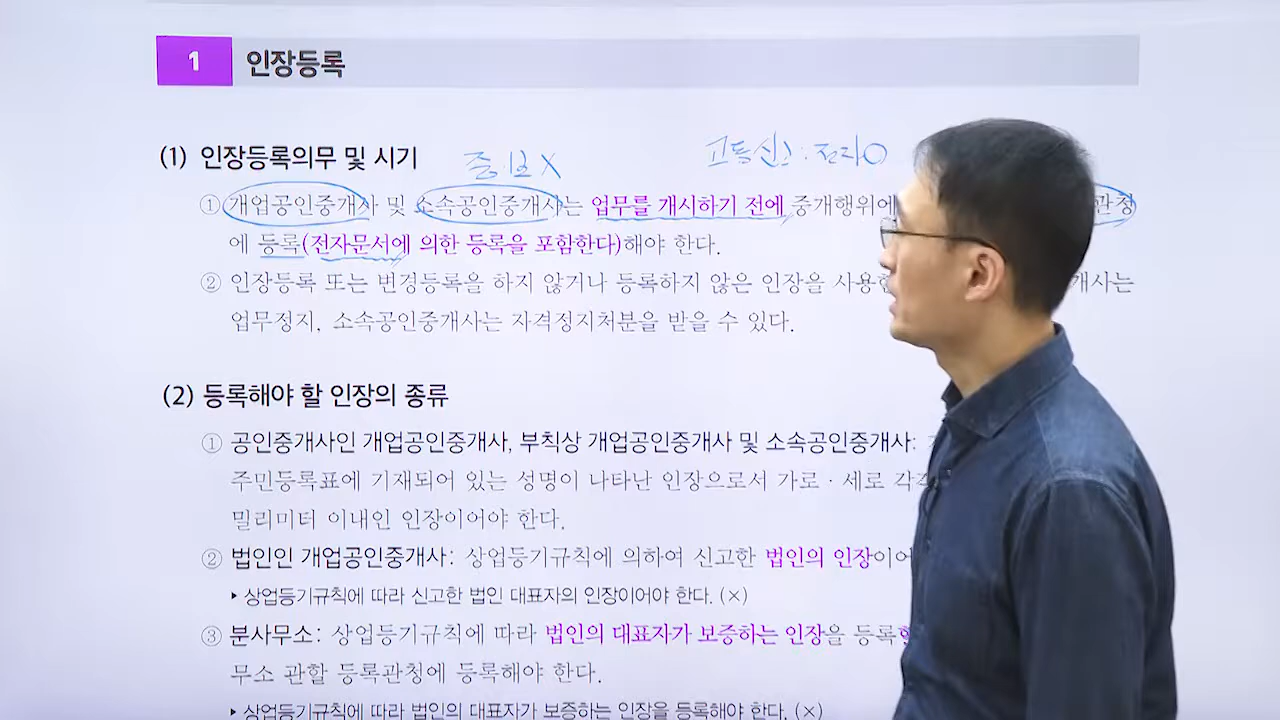 1 인장등록
(1) 인장등록의무 및 시기
중.보 X
고통신고: 전자O
① 개업공인중개사 및 소속공인중개사는 업무를 개시하기 전에 중개행위에 관청
에 등록(전자문서에 의한 등록을 포함한다)해야 한다.
② 인장등록 또는 변경등록을 하지 않거나 등록하지 않은 인장을 사용한 개사는
업무정지, 소속공인중개사는 자격정지처분을 받을 수 있다.
(2) 등록해야 할 인장의 종류
① 공인중개사인 개업공인중개사, 부칙상 개업공인중개사 및 소속공인중개사:
주민등록표에 기재되어 있는 성명이 나타난 인장으로서 가로 · 세로 각각
밀리미터 이내인 인장이어야 한다.
② 법인인 개업공인중개사: 상업등기규칙에 의하여 신고한 법인의 인장이어
▸ 상업등기규칙에 따라 신고한 법인 대표자의 인장이어야 한다. (×)
③ 분사무소: 상업등기규칙에 따라 법인의 대표자가 보증하는 인장을 등록
무소 관할 등록관청에 등록해야 한다.
▸ 상업등기규칙에 따라 법인의 대표자가 보증하는 인장을 등록해야 한다. (×)